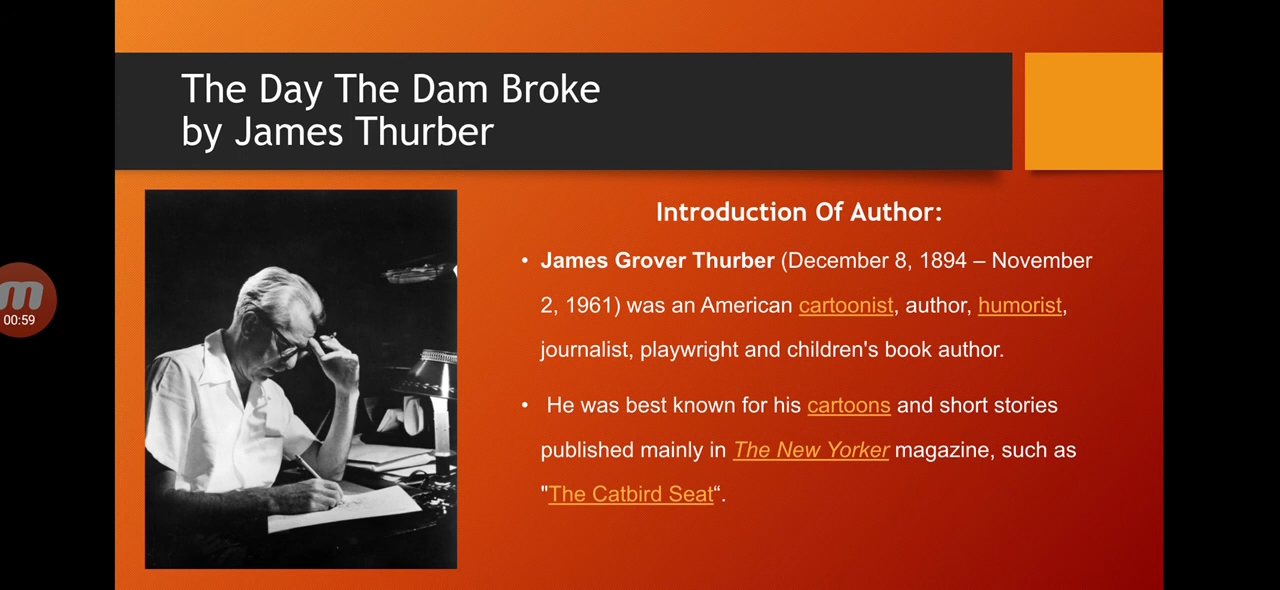 The Day The Dam Broke
by James Thurber
Introduction Of Author:
• James Grover Thurber (December 8, 1894 – November
2, 1961) was an American cartoonist, author, humorist,
journalist, playwright and children's book author.
• He was best known for his cartoons and short stories
published mainly in The New Yorker magazine, such as
"The Catbird Seat“.
m
00:59